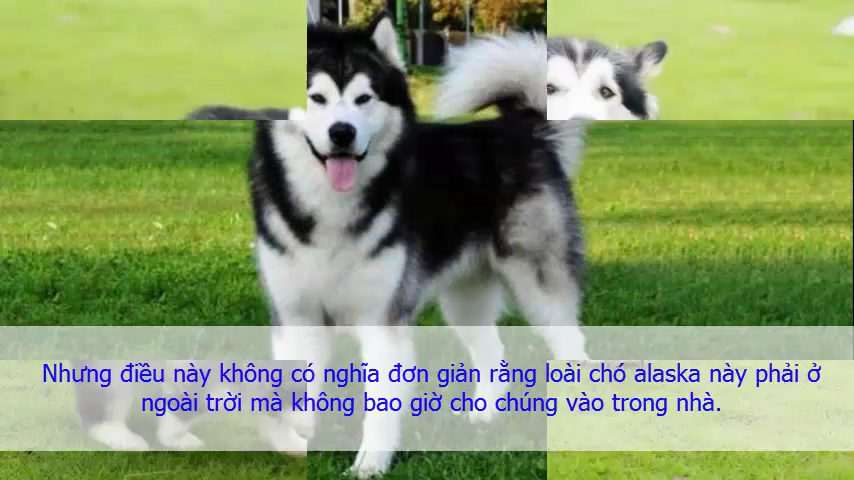 Nhưng điều này không có nghĩa đơn giản rằng loài chó alaska này phải ở
ngoài trời mà không bao giờ cho chúng vào trong nhà.